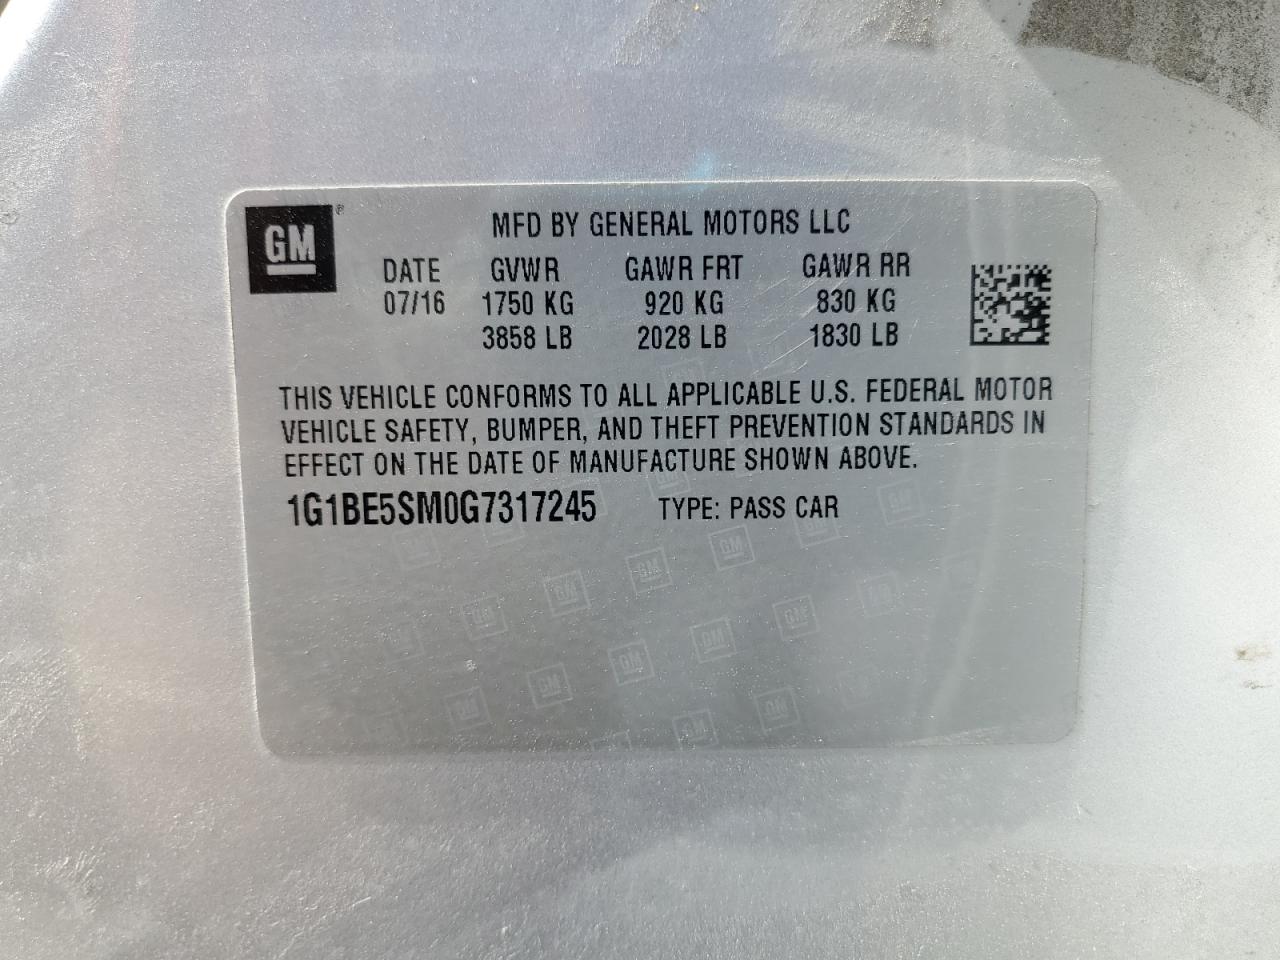 GM ®
MFD BY GENERAL MOTORS LLC
DATE GVWR GAWR FRT GAWR RR
07/16 1750 KG 920 KG 830 KG
3858 LB 2028 LB 1830 LB
THIS VEHICLE CONFORMS TO ALL APPLICABLE U.S. FEDERAL MOTOR
VEHICLE SAFETY, BUMPER, AND THEFT PREVENTION STANDARDS IN
EFFECT ON THE DATE OF MANUFACTURE SHOWN ABOVE.
1G1BE5SM0G7317245 TYPE: PASS CAR